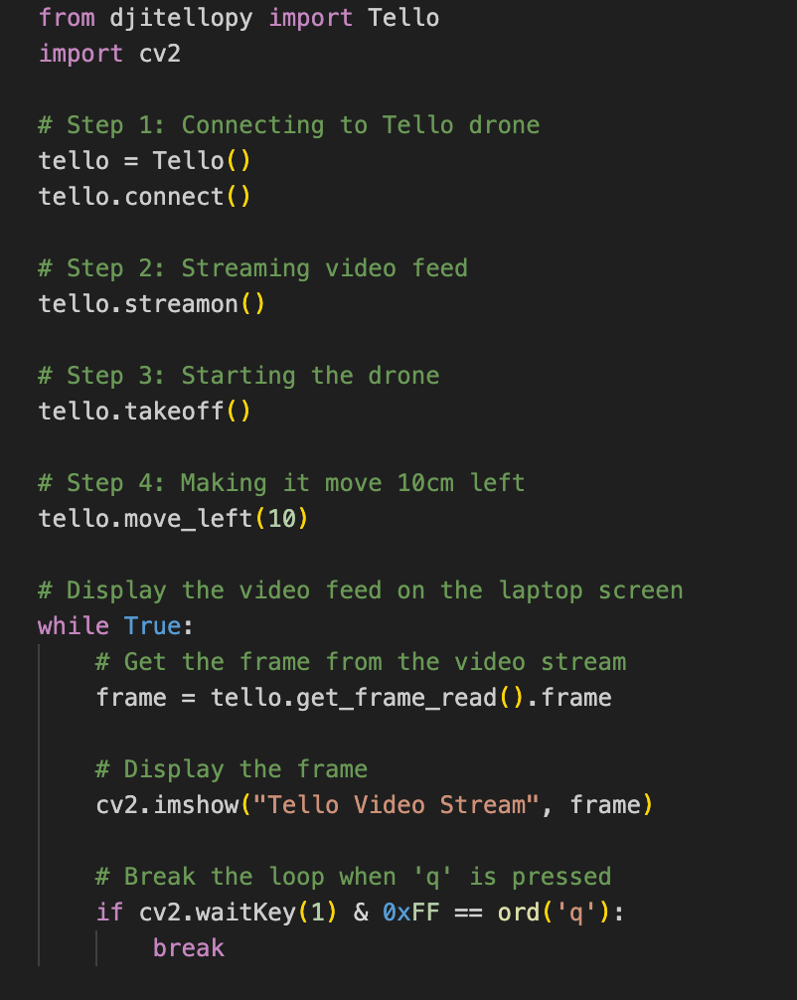 from djitellopy import Tello
import cv2

# Step 1: Connecting to Tello drone
tello = Tello()
tello.connect()

# Step 2: Streaming video feed
tello.streamon()

# Step 3: Starting the drone
tello.takeoff()

# Step 4: Making it move 10cm left
tello.move_left(10)

# Display the video feed on the laptop screen
while True:
    # Get the frame from the video stream
    frame = tello.get_frame_read().frame

    # Display the frame
    cv2.imshow("Tello Video Stream", frame)

    # Break the loop when 'q' is pressed
    if cv2.waitKey(1) & 0xFF == ord('q'):
        break